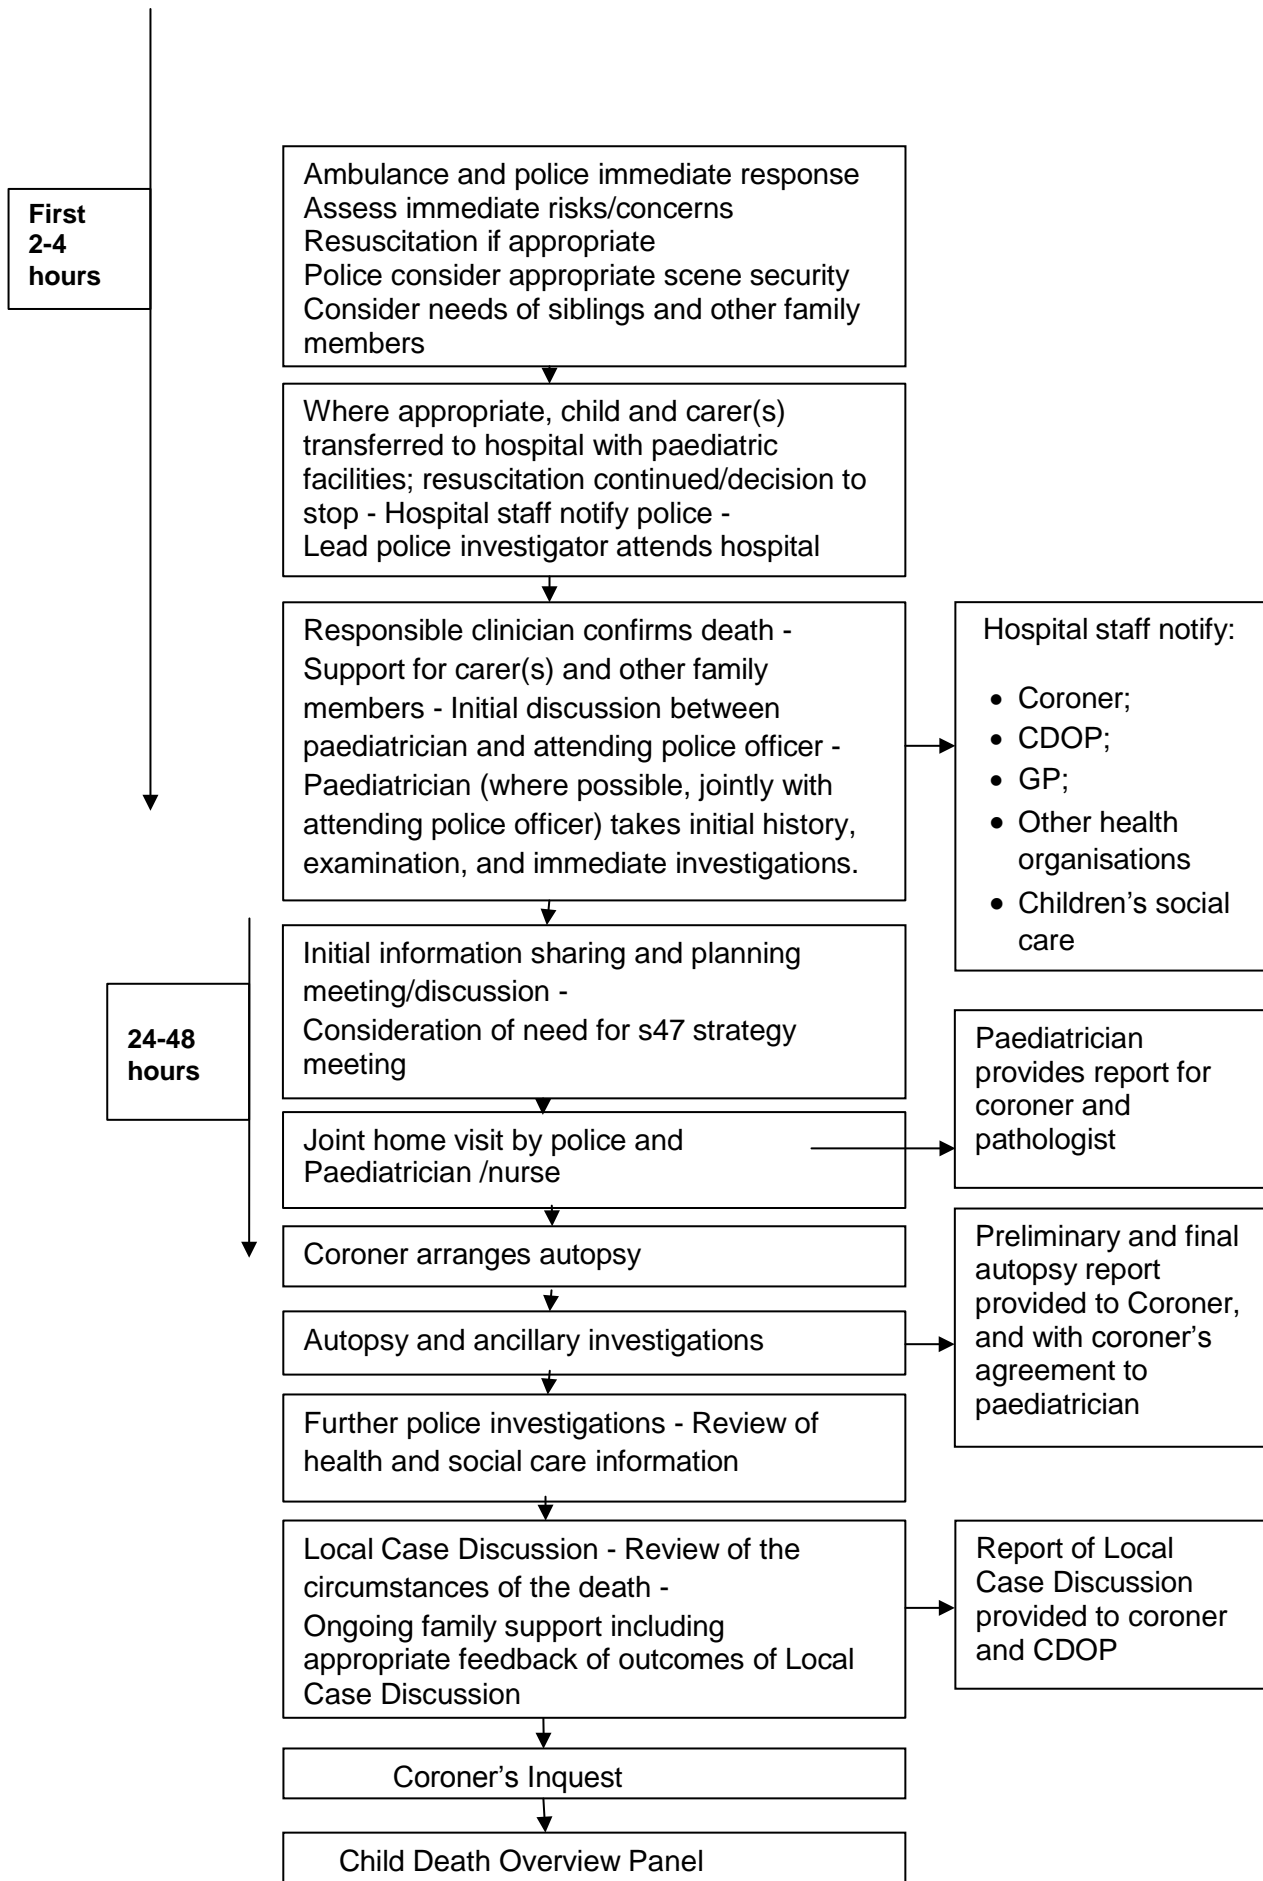 First
2-4
hours
Ambulance and police immediate response
Assess immediate risks/concerns
Resuscitation if appropriate
Police consider appropriate scene security
Consider needs of siblings and other family
members
Where appropriate, child and carer(s)
transferred to hospital with paediatric
facilities; resuscitation continued/decision to
stop - Hospital staff notify police -
Lead police investigator attends hospital
Responsible clinician confirms death -
Support for carer(s) and other family
members - Initial discussion between
paediatrician and attending police officer -
Paediatrician (where possible, jointly with
attending police officer) takes initial history,
examination, and immediate investigations.
Hospital staff notify:
• Coroner;
• CDOP;
• GP;
• Other health
organisations
• Children’s social
care
24-48
hours
Initial information sharing and planning
meeting/discussion -
Consideration of need for s47 strategy
meeting
Joint home visit by police and
Paediatrician /nurse
Paediatrician
provides report for
coroner and
pathologist
Coroner arranges autopsy
Autopsy and ancillary investigations
Preliminary and final
autopsy report
provided to Coroner,
and with coroner’s
agreement to
paediatrician
Further police investigations - Review of
health and social care information
Local Case Discussion - Review of the
circumstances of the death -
Ongoing family support including
appropriate feedback of outcomes of Local
Case Discussion
Report of Local
Case Discussion
provided to coroner
and CDOP
Coroner’s Inquest
Child Death Overview Panel